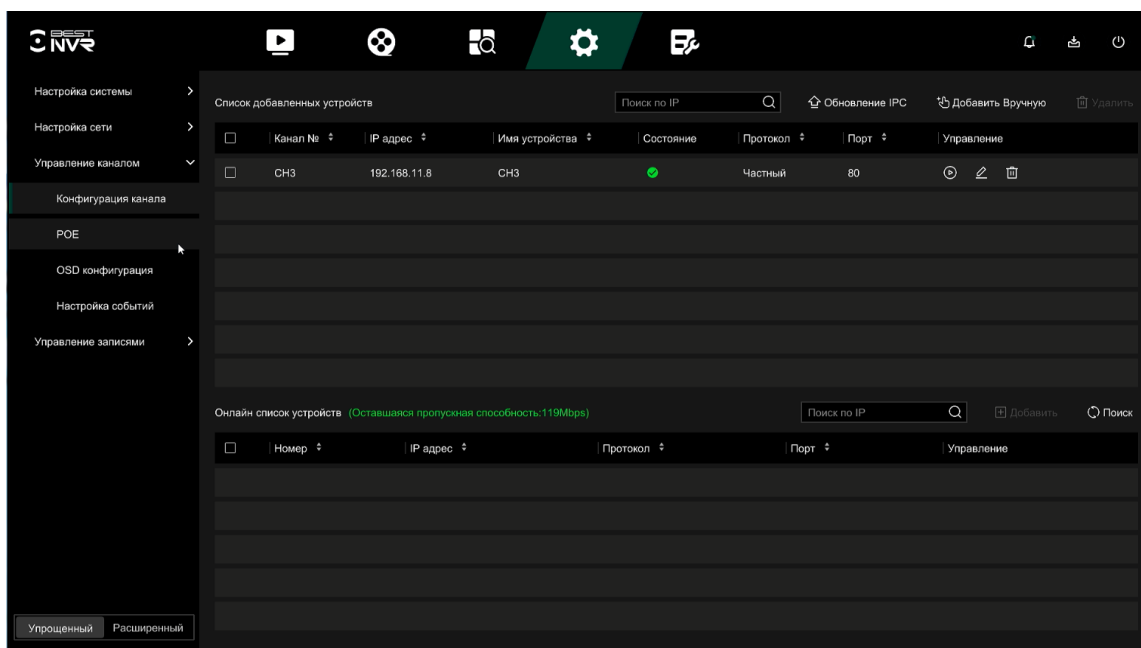 BEST
NVR
Настройка системы
Настройка сети
Управление каналом
Конфигурация канала
POE
OSD конфигурация
Настройка событий
Управление записями
Упрощенный Расширенный
Список добавленных устройств Поиск по IP Обновление IPC Добавить Вручную Удалить
Канал № IP адрес Имя устройства Состояние Протокол Порт Управление
CH3 192.168.11.8 CH3 Частный 80
Онлайн список устройств (Оставшаяся пропускная способность:119Mbps) Поиск по IP Добавить Поиск
Номер IP адрес Протокол Порт Управление